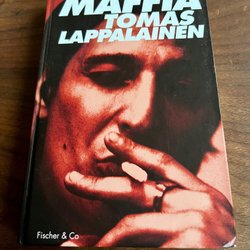 MAFFIA
TOMAS
LAPPALAINEN
Fischer & Co